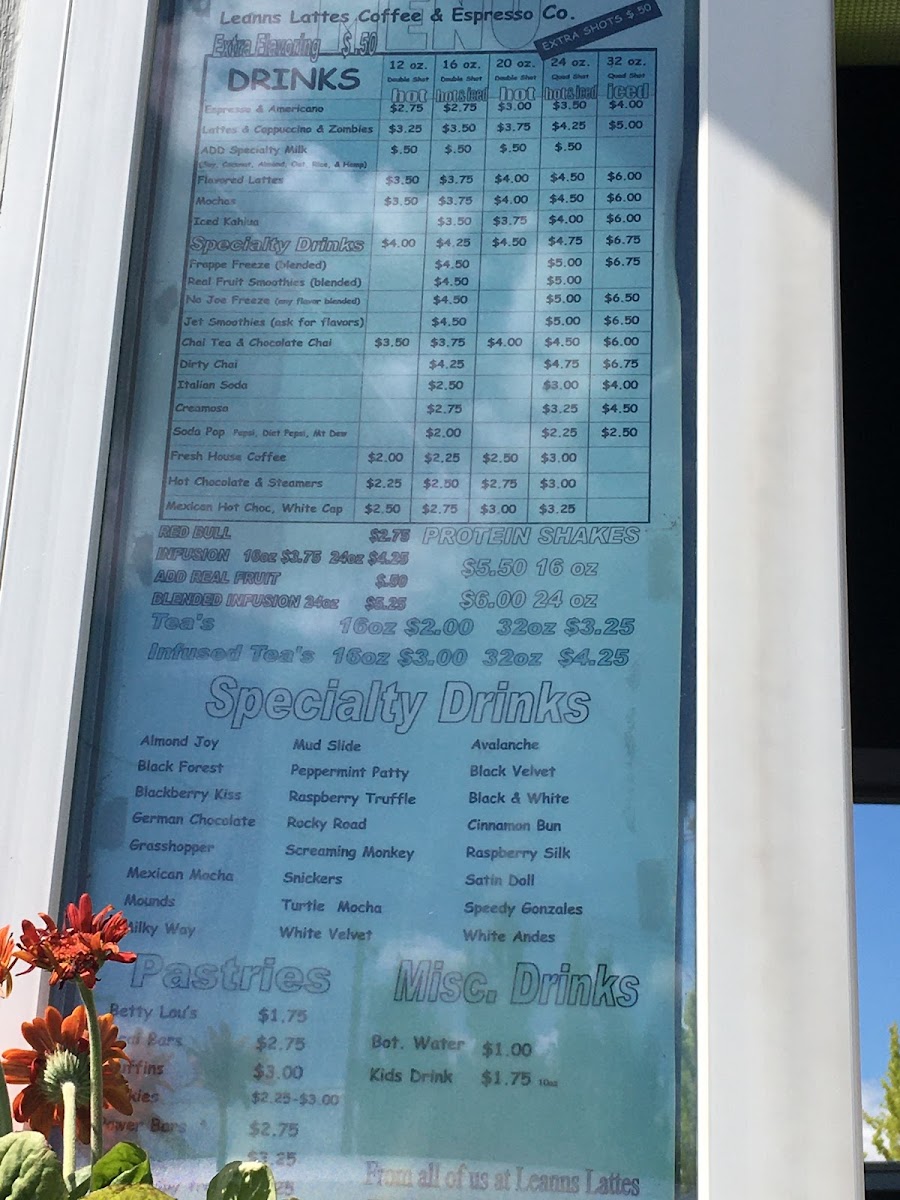 MENU
Leanns Lattes Coffee & Espresso Co.
Extra Flavoring $.50
EXTRA SHOTS $.50
DRINKS 12 oz. 16 oz. 20 oz. 24 oz. 32 oz.
Double Shot Double Shot Double Shot Quad Shot Quad Shot
hot hot&iced hot hot&iced iced
Espresso & Americano $2.75 $2.75 $3.00 $3.50 $4.00
Lattes & Cappuccino & Zombies $3.25 $3.50 $3.75 $4.25 $5.00
ADD Specialty Milk $.50 $.50 $.50 $.50
(Soy, Coconut, Almond, Oat, Rice, & Hemp)
Flavored Lattes $3.50 $3.75 $4.00 $4.50 $6.00
Mochas $3.50 $3.75 $4.00 $4.50 $6.00
Iced Kahlua $3.50 $3.75 $4.00 $6.00
Specialty Drinks $4.00 $4.25 $4.50 $4.75 $6.75
Frappe Freeze (blended) $4.50 $5.00 $6.75
Real Fruit Smoothies (blended) $4.50 $5.00
No Joe Freeze (any flavor blended) $4.50 $5.00 $6.50
Jet Smoothies (ask for flavors) $4.50 $5.00 $6.50
Chai Tea & Chocolate Chai $3.50 $3.75 $4.00 $4.50 $6.00
Dirty Chai $4.25 $4.75 $6.75
Italian Soda $2.50 $3.00 $4.00
Creamosa $2.75 $3.25 $4.50
Soda Pop Pepsi, Diet Pepsi, Mt Dew $2.00 $2.25 $2.50
Fresh House Coffee $2.00 $2.25 $2.50 $3.00
Hot Chocolate & Steamers $2.25 $2.50 $2.75 $3.00
Mexican Hot Choc, White Cap $2.50 $2.75 $3.00 $3.25
RED BULL $2.75 PROTEIN SHAKES
INFUSION 16oz $3.75 24oz $4.25
$5.50 16 oz
ADD REAL FRUIT $.50
BLENDED INFUSION 24oz $5.25 $6.00 24 oz
Tea's 16oz $2.00 32oz $3.25
Infused Tea's 16oz $3.00 32oz $4.25
Specialty Drinks
Almond Joy Mud Slide Avalanche
Black Forest Peppermint Patty Black Velvet
Blackberry Kiss Raspberry Truffle Black & White
German Chocolate Rocky Road Cinnamon Bun
Grasshopper Screaming Monkey Raspberry Silk
Mexican Mocha Snickers Satin Doll
Mounds Turtle Mocha Speedy Gonzales
Milky Way White Velvet White Andes
Pastries Misc. Drinks
Betty Lou's $1.75
Bars $2.75 Bot. Water $1.00
$3.00 Kids Drink $1.75 10oz
$2.25-$3.00
Power Bars $2.75
From all of us at Leanns Lattes